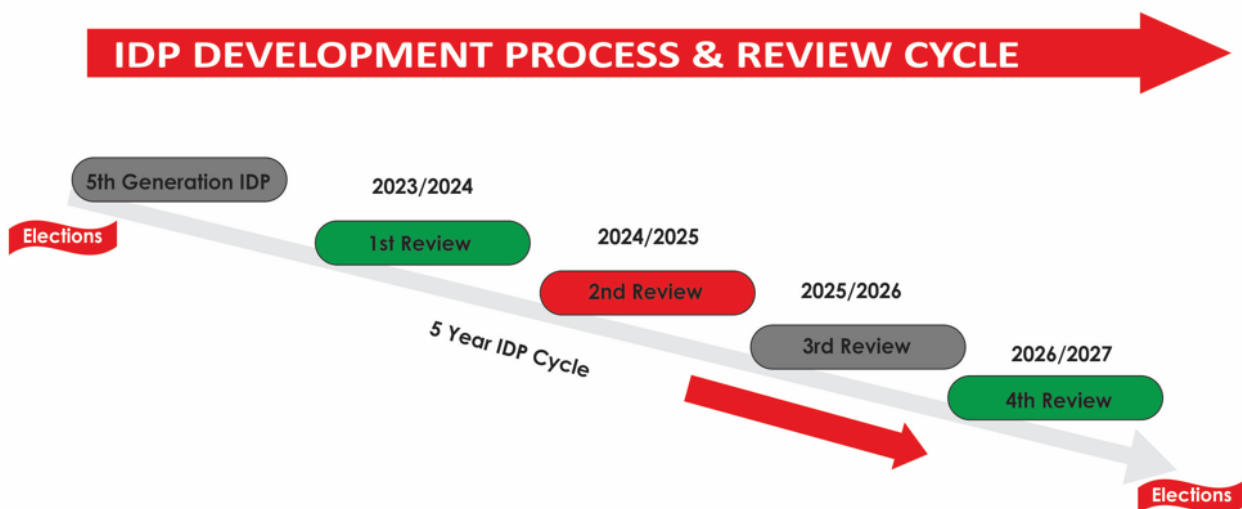 IDP DEVELOPMENT PROCESS & REVIEW CYCLE
5th Generation IDP
Elections
2023/2024
1st Review
2024/2025
2nd Review
2025/2026
3rd Review
2026/2027
4th Review
5 Year IDP Cycle
Elections